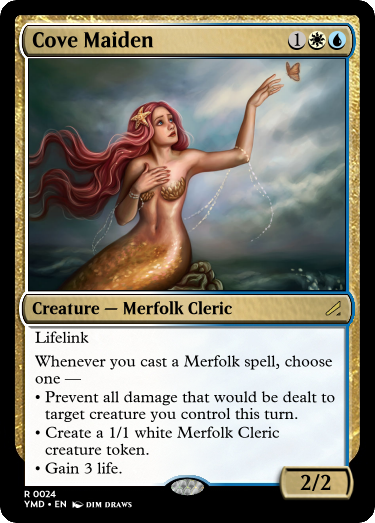 Cove Maiden 1
Creature — Merfolk Cleric
Lifelink
Whenever you cast a Merfolk spell, choose
one —
• Prevent all damage that would be dealt to
target creature you control this turn.
• Create a 1/1 white Merfolk Cleric
creature token.
• Gain 3 life.
2/2
R 0024
YMD • EN DIM DRAWS